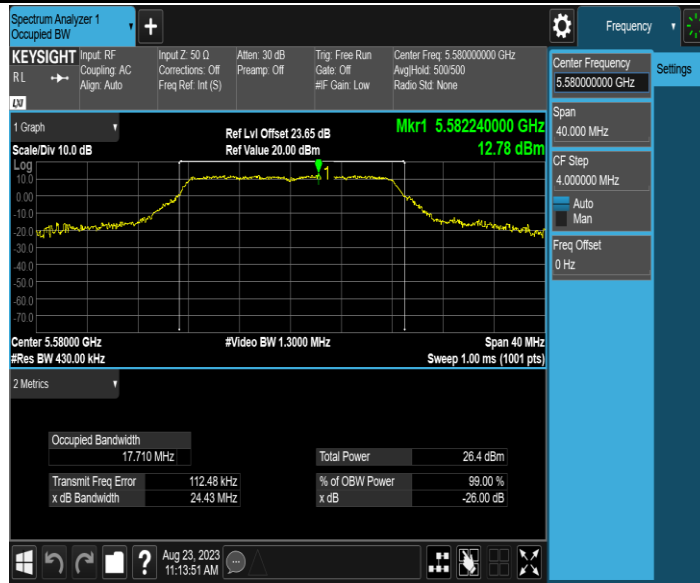 Spectrum Analyzer 1
Occupied BW
Frequency
KEYSIGHT
Input: RF
Coupling: AC
Align: Auto
Input Z: 50 Ω
Corrections: Off
Freq Ref: Int (S)
Atten: 30 dB
Preamp: Off
Trig: Free Run
Gate: Off
#IF Gain: Low
Center Freq: 5.580000000 GHz
Avg|Hold: 500/500
Radio Std: None
RL
LXI
Center Frequency
5.580000000 GHz
Settings
Span
40.000 MHz
CF Step
4.000000 MHz
Auto
Man
Freq Offset
0 Hz
1 Graph
Ref Lvl Offset 23.65 dB
Mkr1 5.582240000 GHz
Scale/Div 10.0 dB
Ref Value 20.00 dBm
12.78 dBm
Log
10.0
0.00
-10.0
-20.0
-30.0
-40.0
-50.0
-60.0
-70.0
1
Center 5.58000 GHz
#Video BW 1.3000 MHz
Span 40 MHz
#Res BW 430.00 kHz
Sweep 1.00 ms (1001 pts)
2 Metrics
Occupied Bandwidth
17.710 MHz
Total Power 26.4 dBm
Transmit Freq Error 112.48 kHz
% of OBW Power 99.00 %
x dB Bandwidth 24.43 MHz
x dB -26.00 dB
Aug 23, 2023
11:13:51 AM